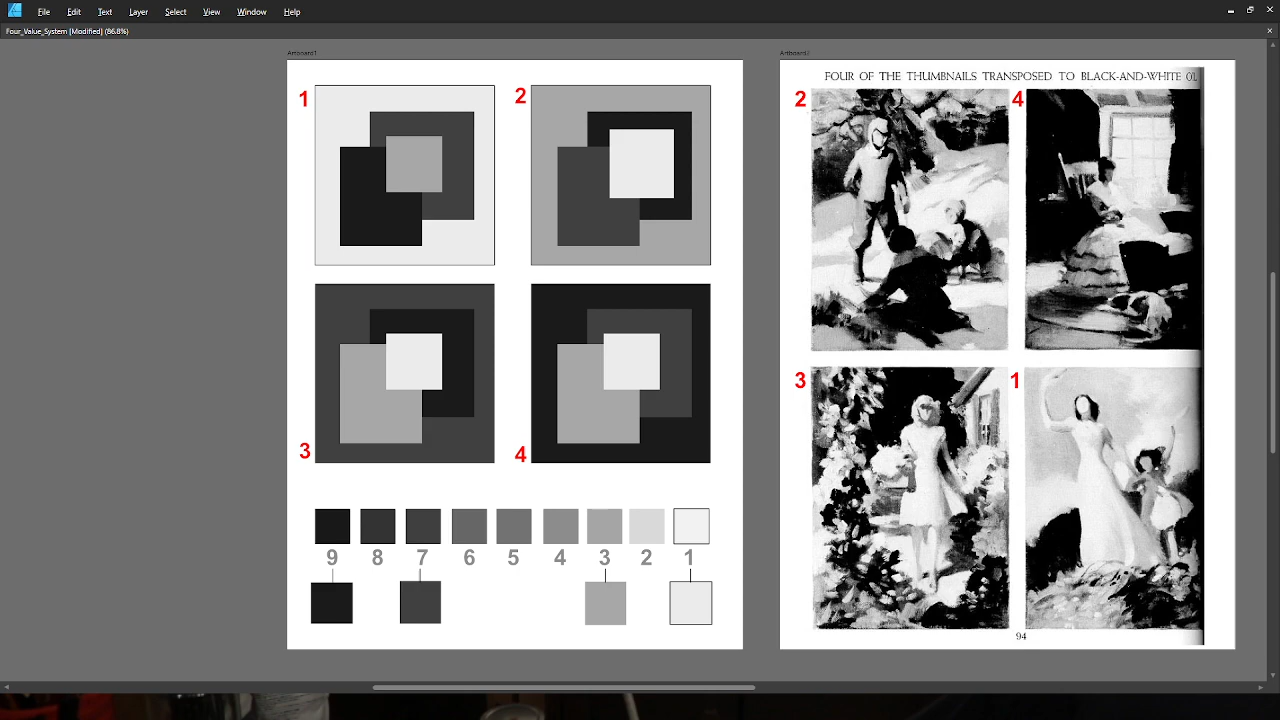 File Edit Text Layer Select View Window Help
Four_Value_System [Modified] (86.8%)
Artboard1
1
2
3
4
9 8 7 6 5 4 3 2 1
Artboard2
FOUR OF THE THUMBNAILS TRANSPOSED TO BLACK-AND-WHITE
2
4
3
1
94